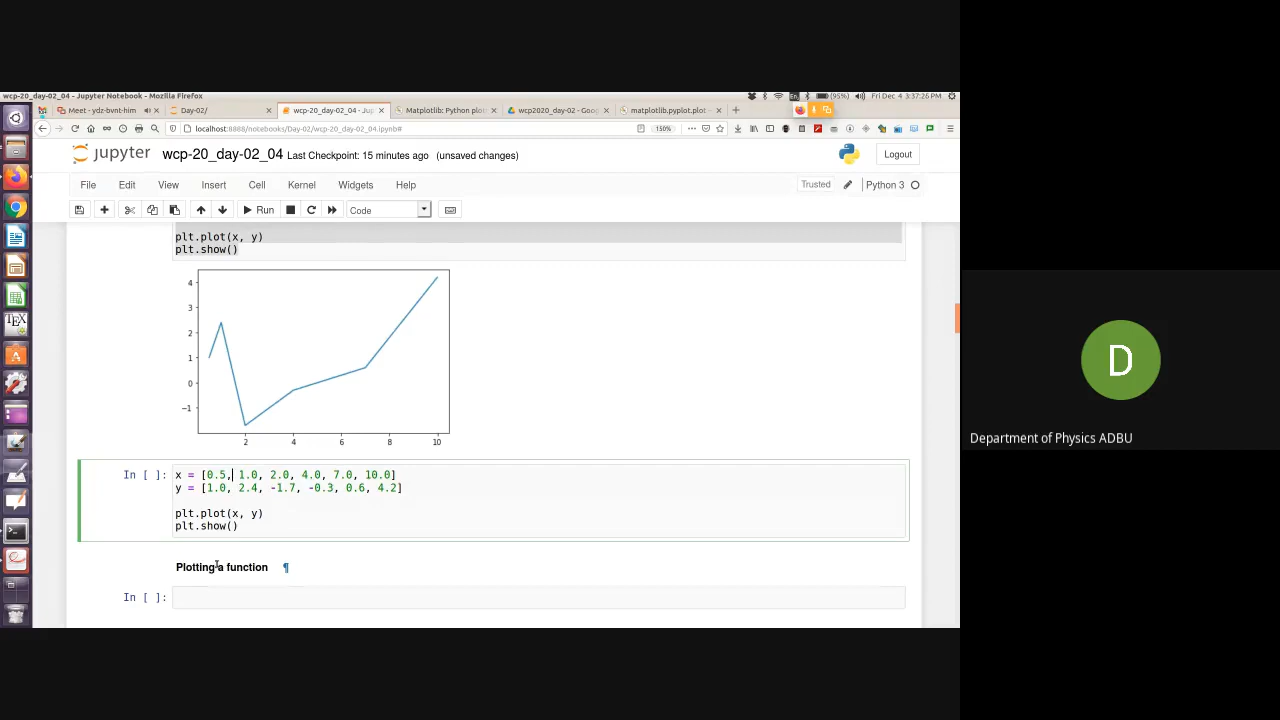 wcp-20_day-02_04 - Jupyter Notebook - Mozilla Firefox
En
(95%)
Fri Dec 4 3:37:26 PM
Meet - ydz-bvnt-him
Day-02/
wcp-20_day-02_04 - Jup
Matplotlib: Python plo
wcp2020_day-02 - Goo
matplotlib.pyplot.plot
localhost:8888/notebooks/Day-02/wcp-20_day-02_04.ipynb#
150%
jupyter wcp-20_day-02_04 Last Checkpoint: 15 minutes ago (unsaved changes)
Logout
File Edit View Insert Cell Kernel Widgets Help
Trusted
Python 3
Run
Code
plt.plot(x, y)
plt.show()
4
3
2
1
0
−1
2 4 6 8 10
In [ ]:
x = [0.5, 1.0, 2.0, 4.0, 7.0, 10.0]
y = [1.0, 2.4, -1.7, -0.3, 0.6, 4.2]
plt.plot(x, y)
plt.show()
Plotting a function ¶
In [ ]:
TEX
D
Department of Physics ADBU